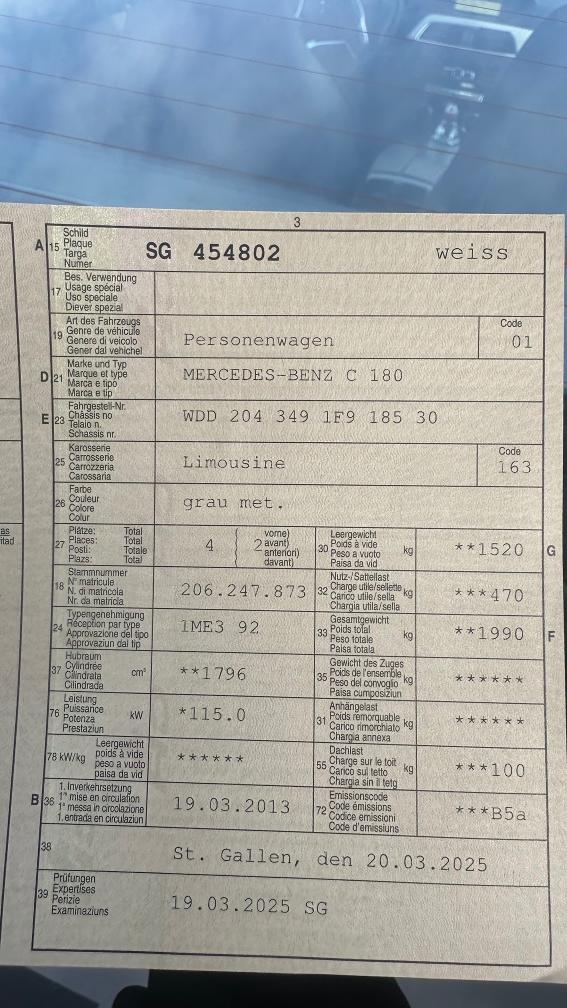 3
A 15 Schild
Plaque
Targa
Numer
SG 454802 weiss
17 Bes. Verwendung
Usage spécial
Uso speciale
Diever spezial
19 Art des Fahrzeugs
Genre de véhicule
Genere di veicolo
Gener dal vehichel
Personenwagen
Code
01
D 21 Marke und Typ
Marque et type
Marca e tipo
Marca e tip
MERCEDES-BENZ C 180
E 23 Fahrgestell-Nr.
Châssis no
Telaio n.
Schassis nr.
WDD 204 349 1F9 185 30
25 Karosserie
Carrosserie
Carrozzeria
Carossaria
Limousine
Code
163
26 Farbe
Couleur
Colore
Colur
grau met.
27 Plätze: Total
Places: Total
Posti: Totale
Plazs: Total
4
2 vorne)
avant)
anteriori)
davant)
30 Leergewicht
Poids à vide
Peso a vuoto
Paisa da vid
kg
**1520
G
18 Stammnummer
N° matricule
N. di matricola
Nr. da matricla
206.247.873
32 Nutz-/Sattellast
Charge utile/sellette
Carico utile/sella
Chargia utila/sella
kg
***470
24 Typengenehmigung
Réception par type
Approvazione del tipo
Approvaziun dal tip
1ME3 92
33 Gesamtgewicht
Poids total
Peso totale
Paisa totala
kg
**1990
F
37 Hubraum
Cylindrée
Cilindrata
Cilindrada
cm³
**1796
35 Gewicht des Zuges
Poids de l'ensemble
Peso del convoglio
Paisa cumposiziun
kg
******
76 Leistung
Puissance
Potenza
Prestaziun
kW
*115.0
31 Anhängelast
Poids remorquable
Carico rimorchiato
Chargia annexa
kg
******
78 kW/kg
Leergewicht
poids à vide
peso a vuoto
paisa da vid
******
55 Dachlast
Charge sur le toit
Carico sul tetto
Chargia sin il tetg
kg
***100
B 36 1. Inverkehrsetzung
1re mise en circulation
1a messa in circolazione
1. entrada en circulaziun
19.03.2013
72 Emissionscode
Code émissions
Codice emissioni
Code d'emissiuns
***B5a
38
St. Gallen, den 20.03.2025
39 Prüfungen
Expertises
Perizie
Examinaziuns
19.03.2025 SG